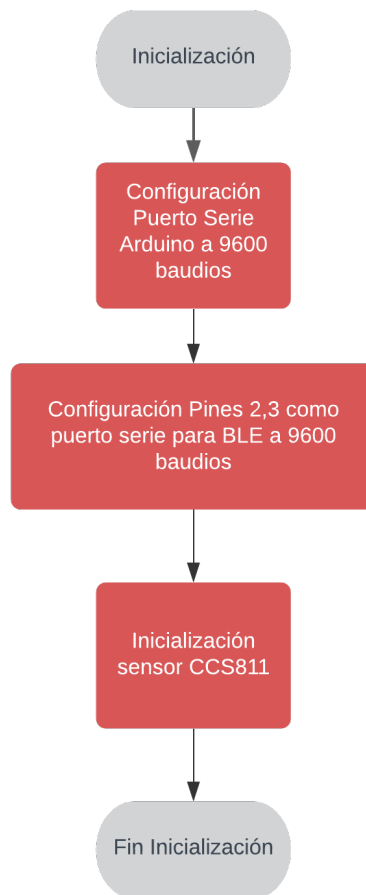 Inicialización
Configuración
Puerto Serie
Arduino a 9600
baudios
Configuración Pines 2,3 como
puerto serie para BLE a 9600
baudios
Inicialización
sensor CCS811
Fin Inicialización